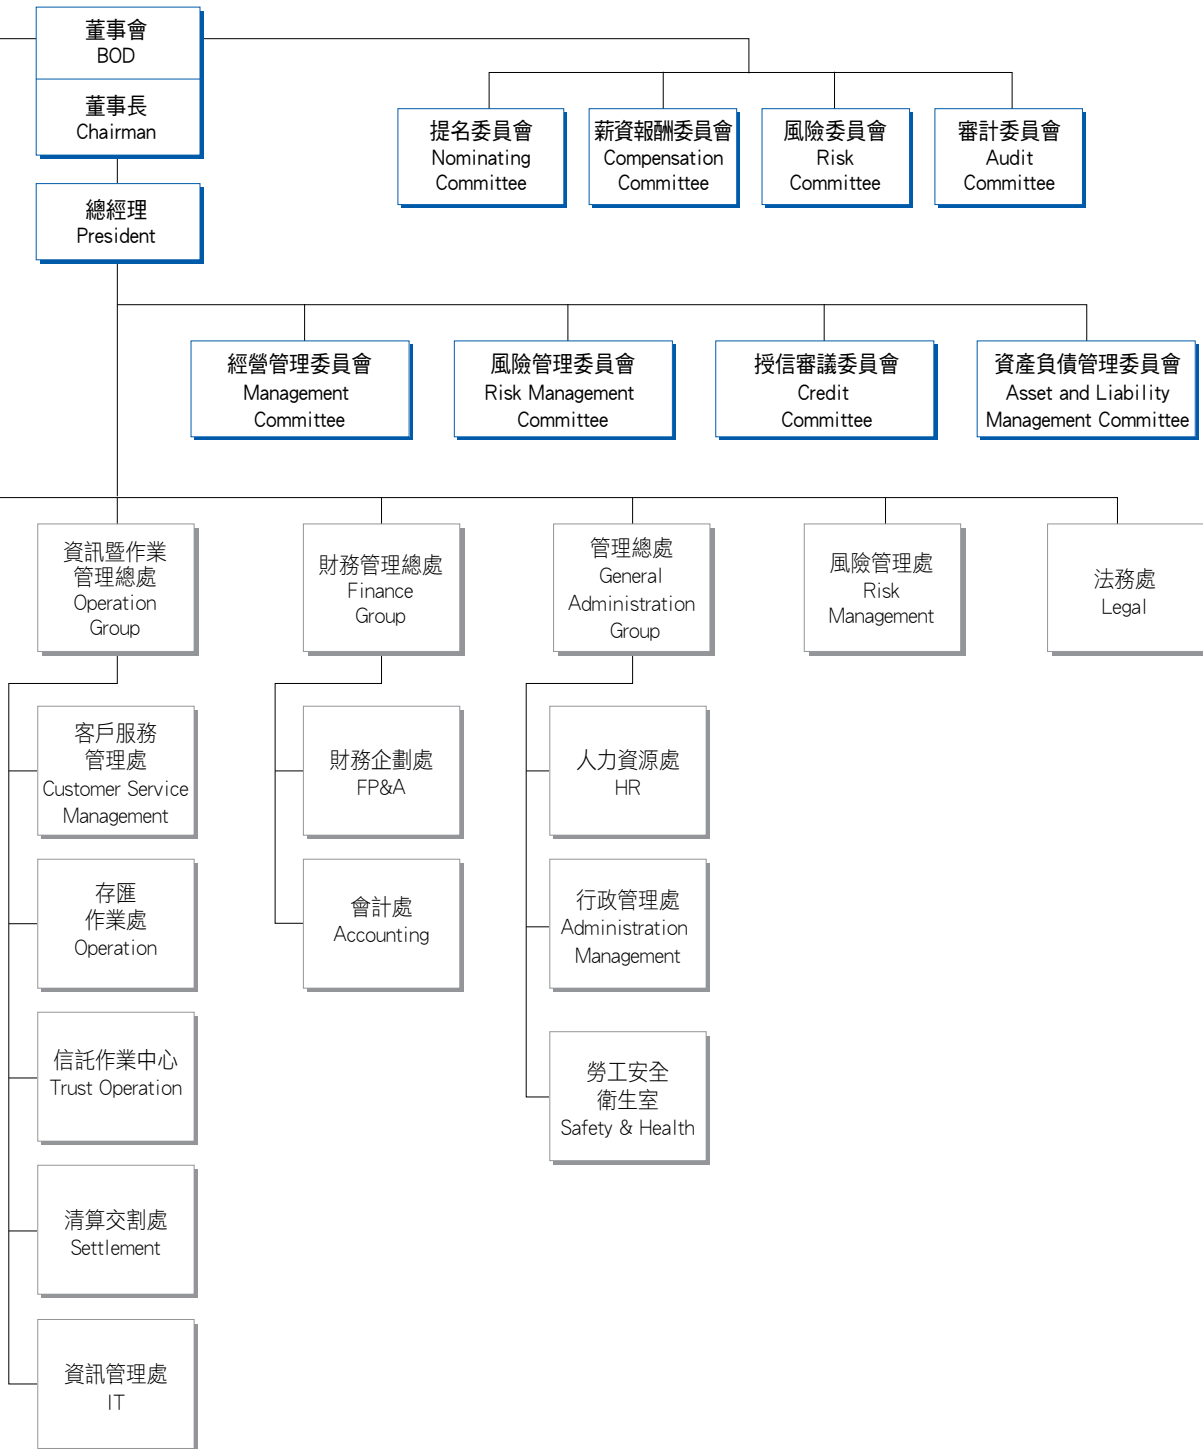 董事會
BOD
董事長
Chairman
提名委員會
Nominating
Committee
薪資報酬委員會
Compensation
Committee
風險委員會
Risk
Committee
審計委員會
Audit
Committee
總經理
President
經營管理委員會
Management
Committee
風險管理委員會
Risk Management
Committee
授信審議委員會
Credit
Committee
資產負債管理委員會
Asset and Liability
Management Committee
資訊暨作業
管理總處
Operation
Group
財務管理總處
Finance
Group
管理總處
General
Administration
Group
風險管理處
Risk
Management
法務處
Legal
客戶服務
管理處
Customer Service
Management
存匯
作業處
Operation
信託作業中心
Trust Operation
清算交割處
Settlement
資訊管理處
IT
財務企劃處
FP&A
會計處
Accounting
人力資源處
HR
行政管理處
Administration
Management
勞工安全
衛生室
Safety & Health